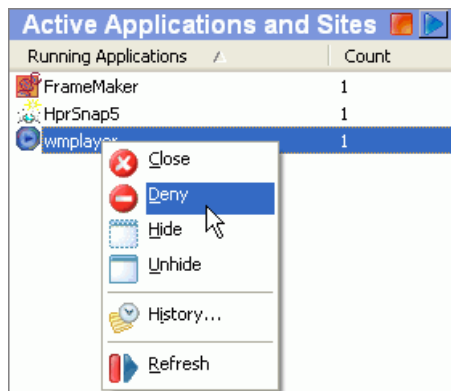 Active Applications and Sites
Running Applications Count
FrameMaker 1
HprSnap5 1
wmplayer 1
Close
Deny
Hide
Unhide
History...
Refresh